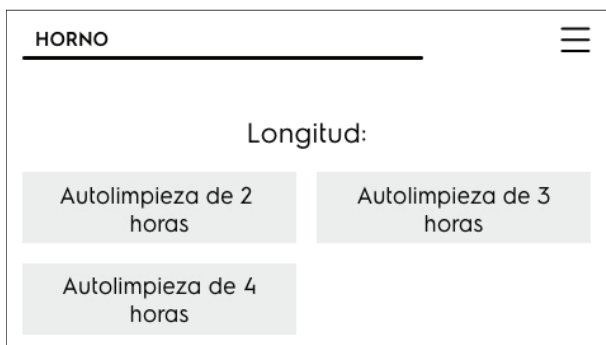 HORNO
Longitud:
Autolimpieza de 2
horas
Autolimpieza de 3
horas
Autolimpieza de 4
horas